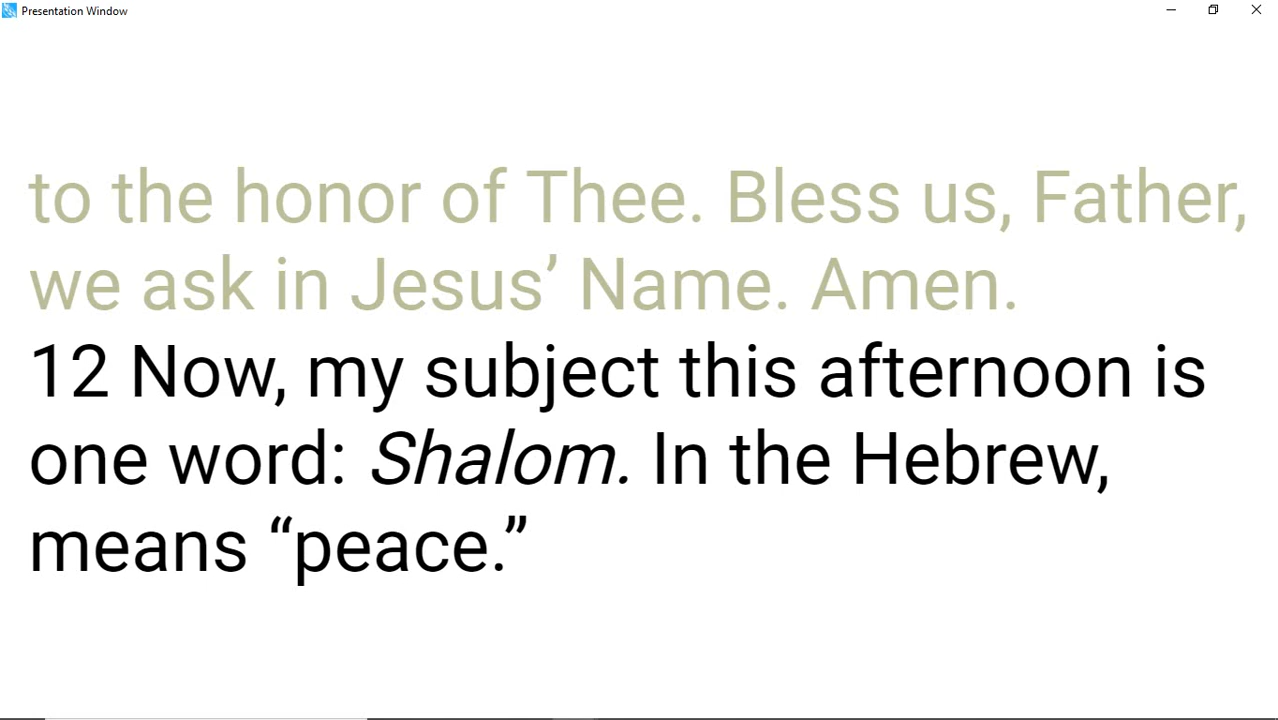 Presentation Window
to the honor of Thee. Bless us, Father,
we ask in Jesus’ Name. Amen.
12 Now, my subject this afternoon is
one word: Shalom. In the Hebrew,
means “peace.”